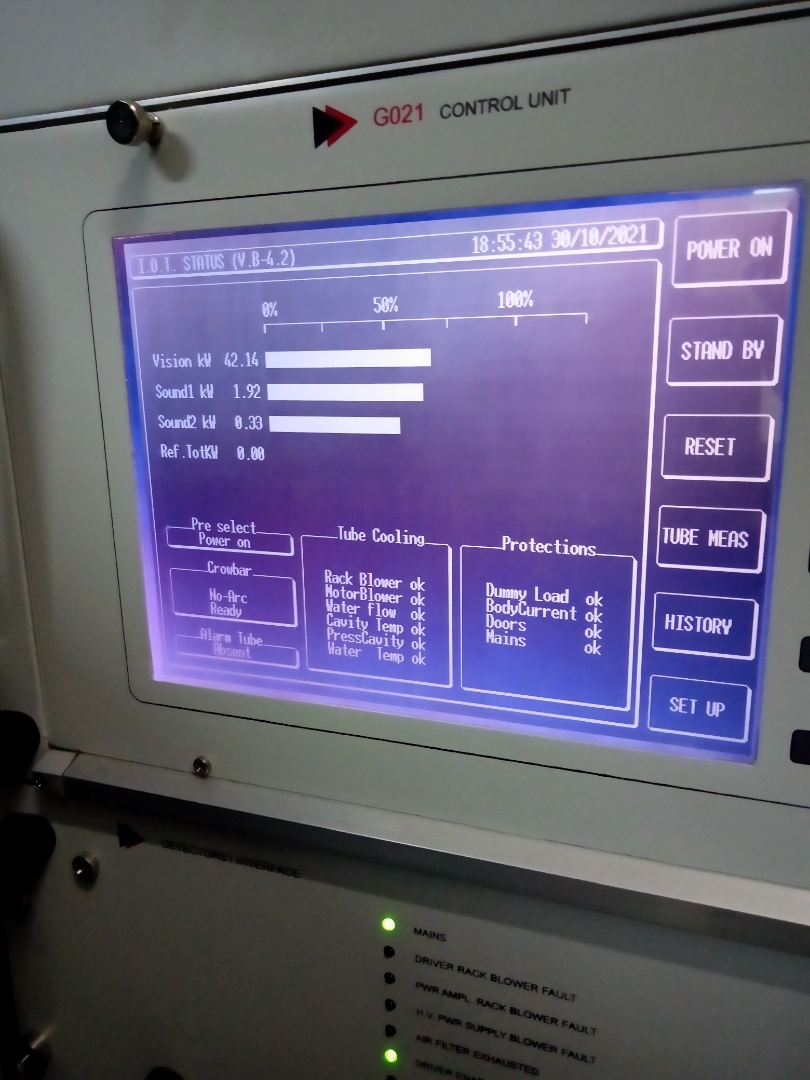 G021 CONTROL UNIT
I.O.T. STATUS (V.B-4.2) 18:55:43 30/10/2021
0% 50% 100%
Vision kW 42.14
Sound1 kW 1.92
Sound2 kW 0.33
Ref.TotKW 0.00
Pre select
Power on
Crowbar
No-Arc
Ready
Alarm Tube
Absent
Tube Cooling
Rack Blower ok
MotorBlower ok
Water flow ok
Cavity Temp ok
PressCavity ok
Water Temp ok
Protections
Dummy Load ok
BodyCurrent ok
Doors ok
Mains ok
POWER ON
STAND BY
RESET
TUBE MEAS
HISTORY
SET UP
DETECTORE / INTERFACE
MAINS
DRIVER RACK BLOWER FAULT
PWR AMPL. RACK BLOWER FAULT
H.V. PWR SUPPLY BLOWER FAULT
AIR FILTER EXHAUSTED
DRIVER